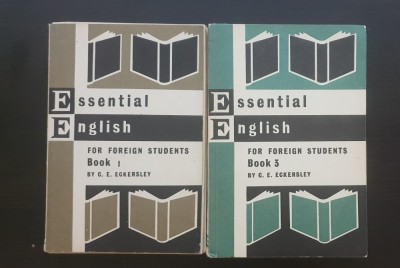 Essential
English
FOR FOREIGN STUDENTS
Book 1
BY C. E. ECKERSLEY
Essential
English
FOR FOREIGN STUDENTS
Book 3
BY C. E. ECKERSLEY